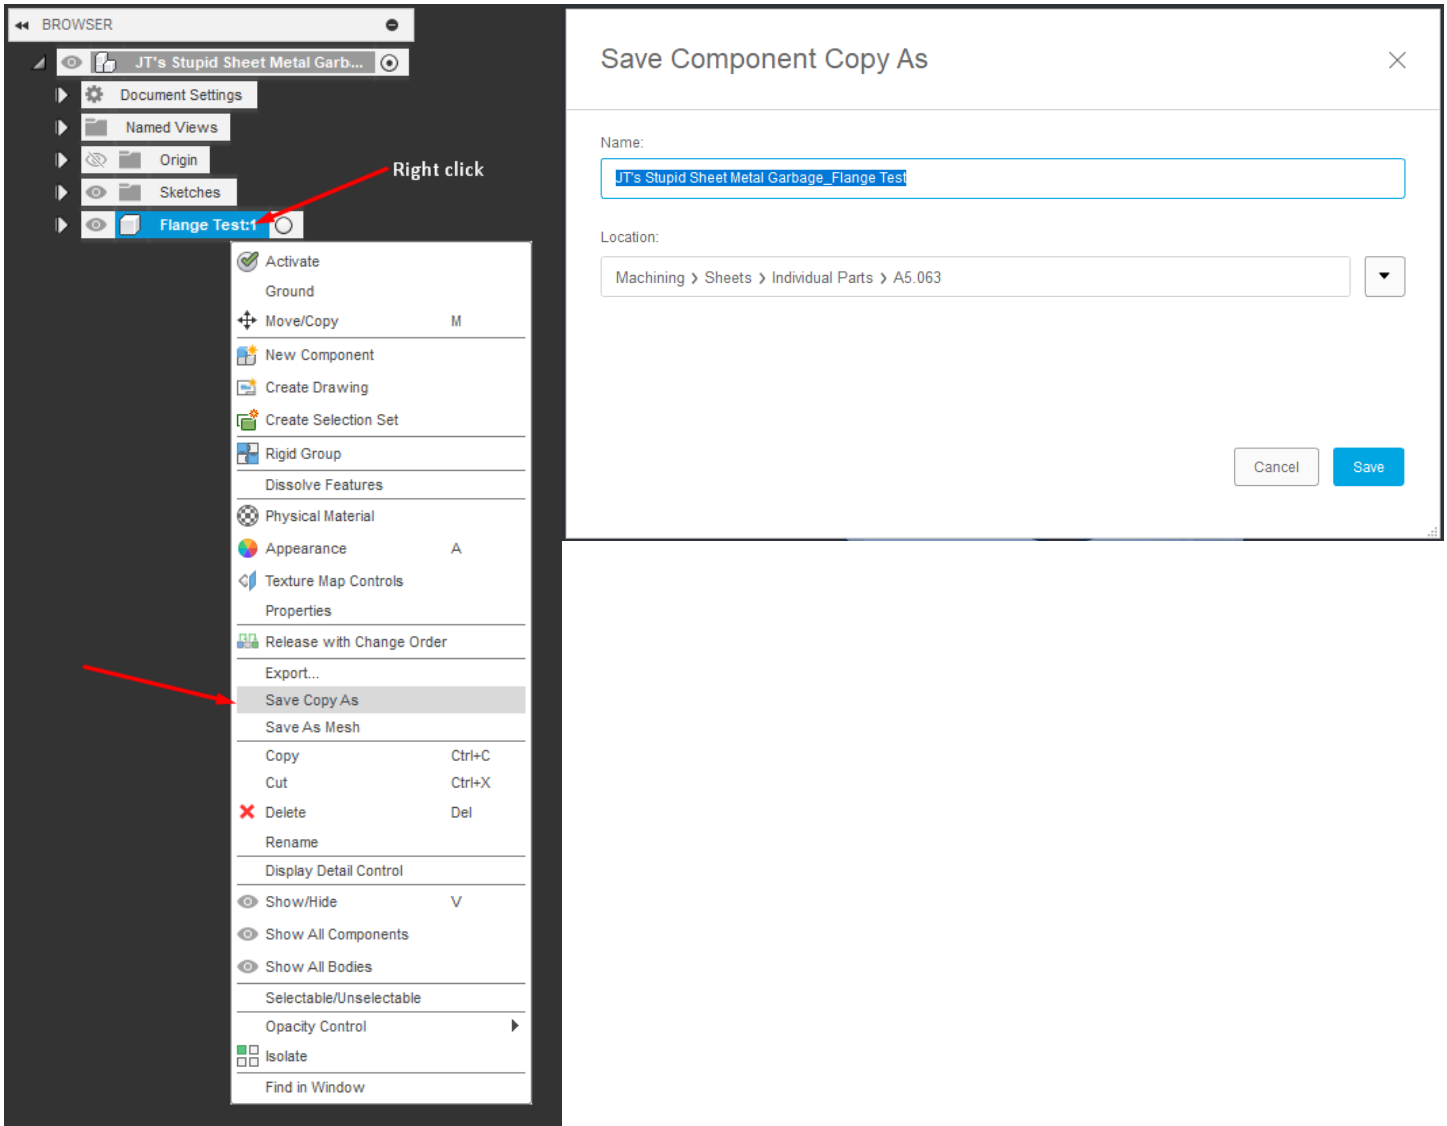 BROWSER
JT's Stupid Sheet Metal Garb...
Document Settings
Named Views
Origin
Sketches
Flange Test:1
Right click
Activate
Ground
Move/Copy M
New Component
Create Drawing
Create Selection Set
Rigid Group
Dissolve Features
Physical Material
Appearance A
Texture Map Controls
Properties
Release with Change Order
Export...
Save Copy As
Save As Mesh
Copy Ctrl+C
Cut Ctrl+X
Delete Del
Rename
Display Detail Control
Show/Hide V
Show All Components
Show All Bodies
Selectable/Unselectable
Opacity Control
Isolate
Find in Window
Save Component Copy As
Name:
JT's Stupid Sheet Metal Garbage_Flange Test
Location:
Machining > Sheets > Individual Parts > A5.063
Cancel Save